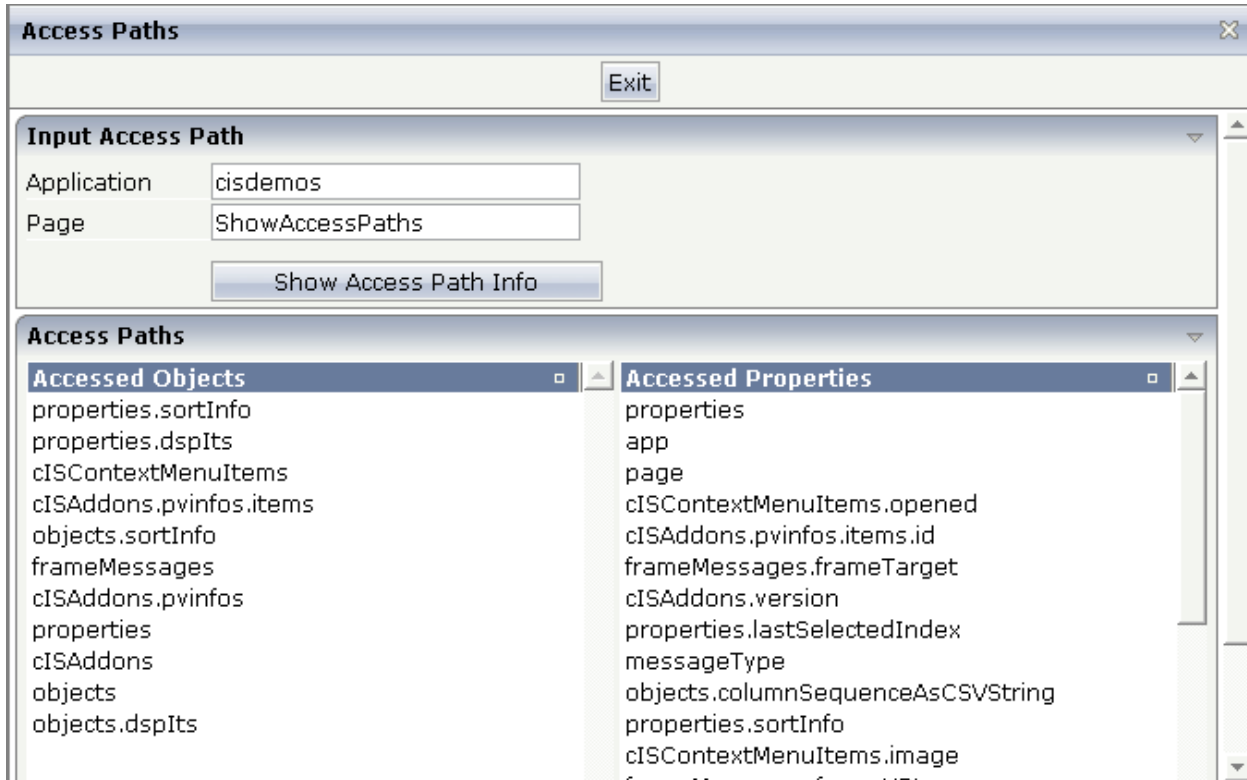 Access Paths
Exit
Input Access Path
Application cisdemos
Page ShowAccessPaths
Show Access Path Info
Access Paths
Accessed Objects
properties.sortInfo
properties.dspIts
cISContextMenuItems
cISAddons.pvinfos.items
objects.sortInfo
frameMessages
cISAddons.pvinfos
properties
cISAddons
objects
objects.dspIts
Accessed Properties
properties
app
page
cISContextMenuItems.opened
cISAddons.pvinfos.items.id
frameMessages.frameTarget
cISAddons.version
properties.lastSelectedIndex
messageType
objects.columnSequenceAsCSVString
properties.sortInfo
cISContextMenuItems.image